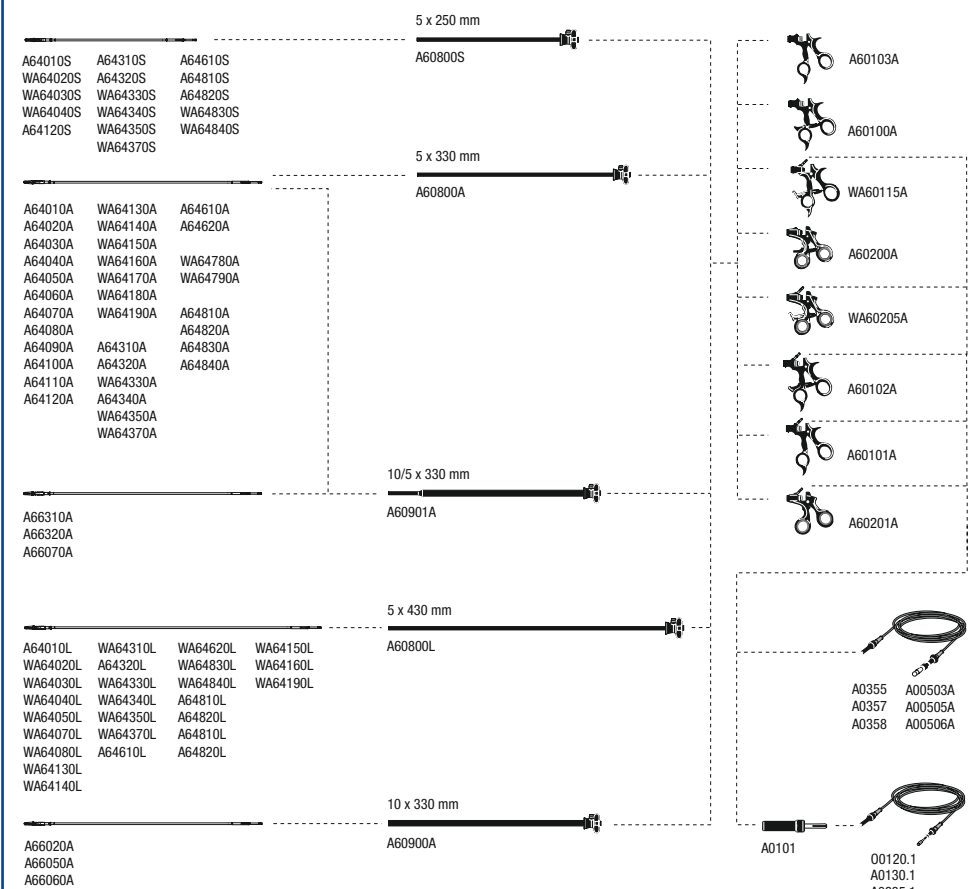 5 x 250 mm
A60800S
A64010S A64310S A64610S
WA64020S A64320S A64810S
WA64030S WA64330S A64820S
WA64040S WA64340S WA64830S
A64120S WA64350S WA64840S
WA64370S
5 x 330 mm
A60800A
A64010A WA64130A A64610A
A64020A WA64140A A64620A
A64030A WA64150A
A64040A WA64160A WA64780A
A64050A WA64170A WA64790A
A64060A WA64180A
A64070A WA64190A A64810A
A64080A A64820A
A64090A A64310A A64830A
A64100A A64320A A64840A
A64110A WA64330A
A64120A A64340A
WA64350A
WA64370A
10/5 x 330 mm
A60901A
A66310A
A66320A
A66070A
5 x 430 mm
A60800L
A64010L WA64310L WA64620L WA64150L
WA64020L A64320L WA64830L WA64160L
WA64030L WA64330L WA64840L WA64190L
WA64040L WA64340L A64810L
WA64050L WA64350L A64820L
WA64070L WA64370L A64810L
WA64080L A64610L A64820L
WA64130L
WA64140L
10 x 330 mm
A60900A
A66020A
A66050A
A66060A
A60103A
A60100A
WA60115A
A60200A
WA60205A
A60102A
A60101A
A60201A
A0355 A00503A
A0357 A00505A
A0358 A00506A
A0101
O0120.1
A0130.1